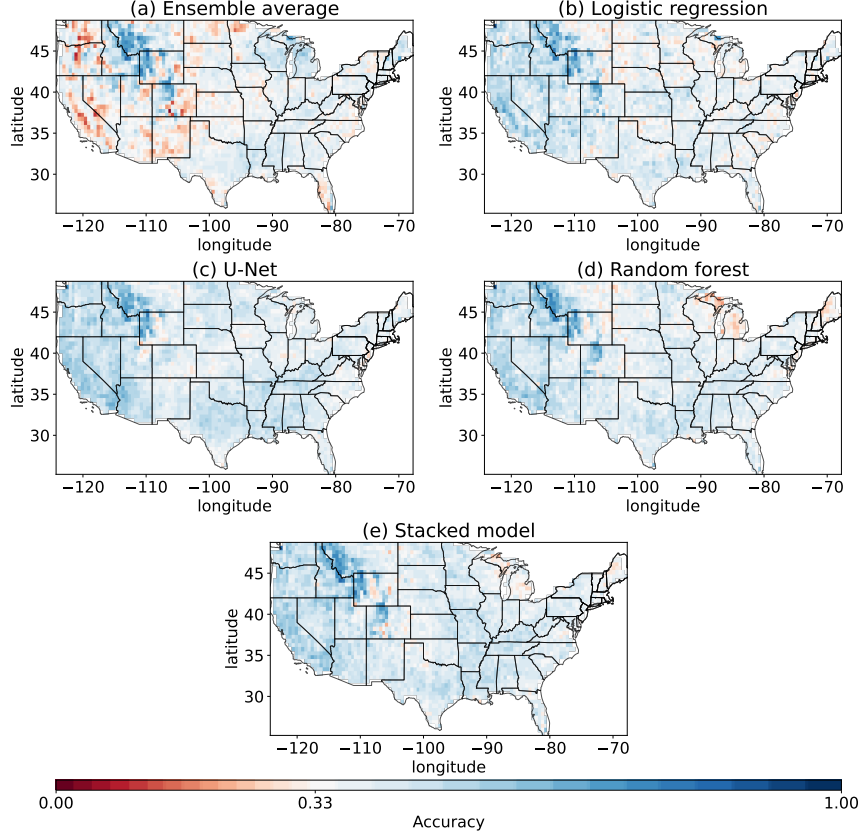 (a) Ensemble average
(b) Logistic regression
latitude
45
40
35
30
45
40
35
30
−120 −110 −100 −90 −80 −70
−120 −110 −100 −90 −80 −70
longitude
longitude
(c) U-Net
(d) Random forest
latitude
45
40
35
30
latitude
45
40
35
30
−120 −110 −100 −90 −80 −70
−120 −110 −100 −90 −80 −70
longitude
longitude
(e) Stacked model
latitude
45
40
35
30
−120 −110 −100 −90 −80 −70
longitude
0.00 0.33 1.00
Accuracy